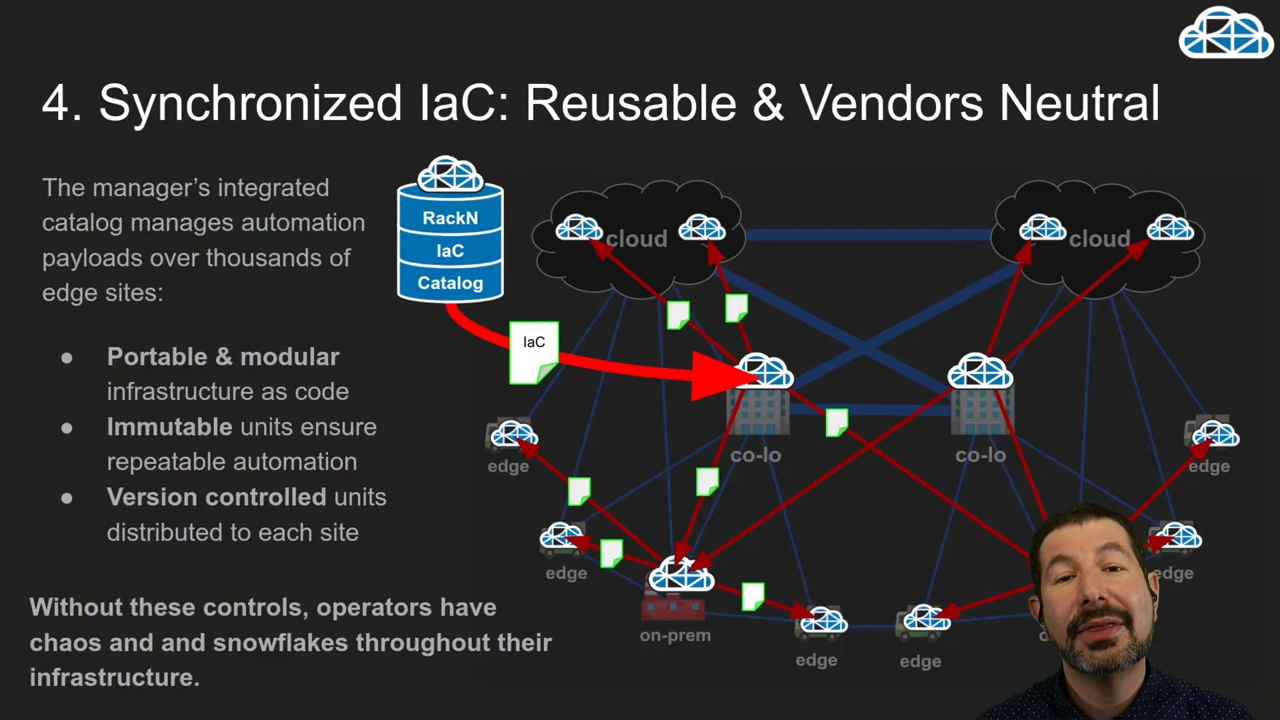 4. Synchronized IaC: Reusable & Vendors Neutral
The manager's integrated
catalog manages automation
payloads over thousands of
edge sites:
● Portable & modular
infrastructure as code
● Immutable units ensure
repeatable automation
● Version controlled units
distributed to each site
Without these controls, operators have
chaos and and snowflakes throughout their
infrastructure.
RackN
IaC
Catalog
IaC
cloud
cloud
co-lo
co-lo
edge
edge
edge
edge
on-prem
edge
edge